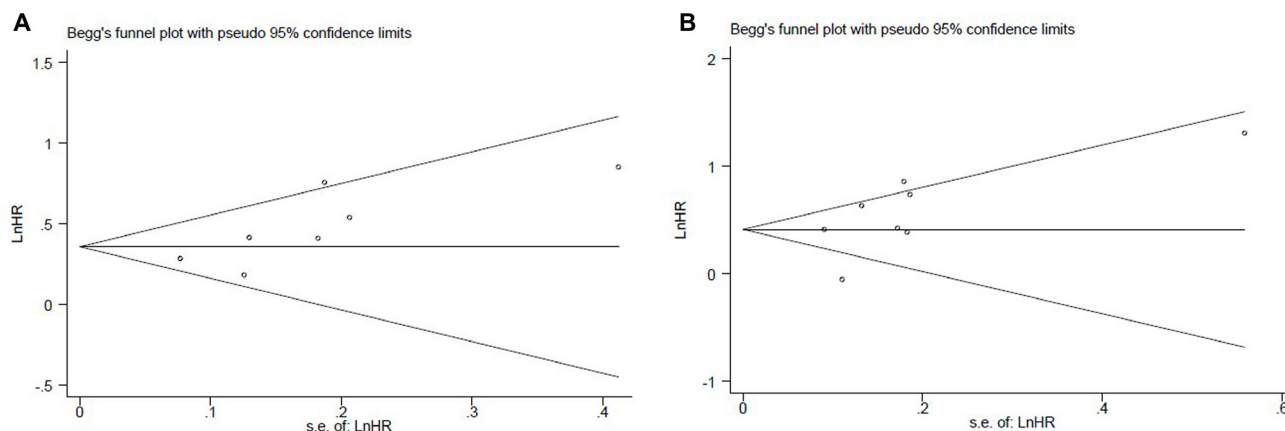 A
Begg's funnel plot with pseudo 95% confidence limits
1.5
1
.5
0
-.5
LnHR
0
.1
.2
.3
.4
s.e. of: LnHR
B
Begg's funnel plot with pseudo 95% confidence limits
2
1
0
-1
LnHR
0
.2
.4
.6
s.e. of: LnHR